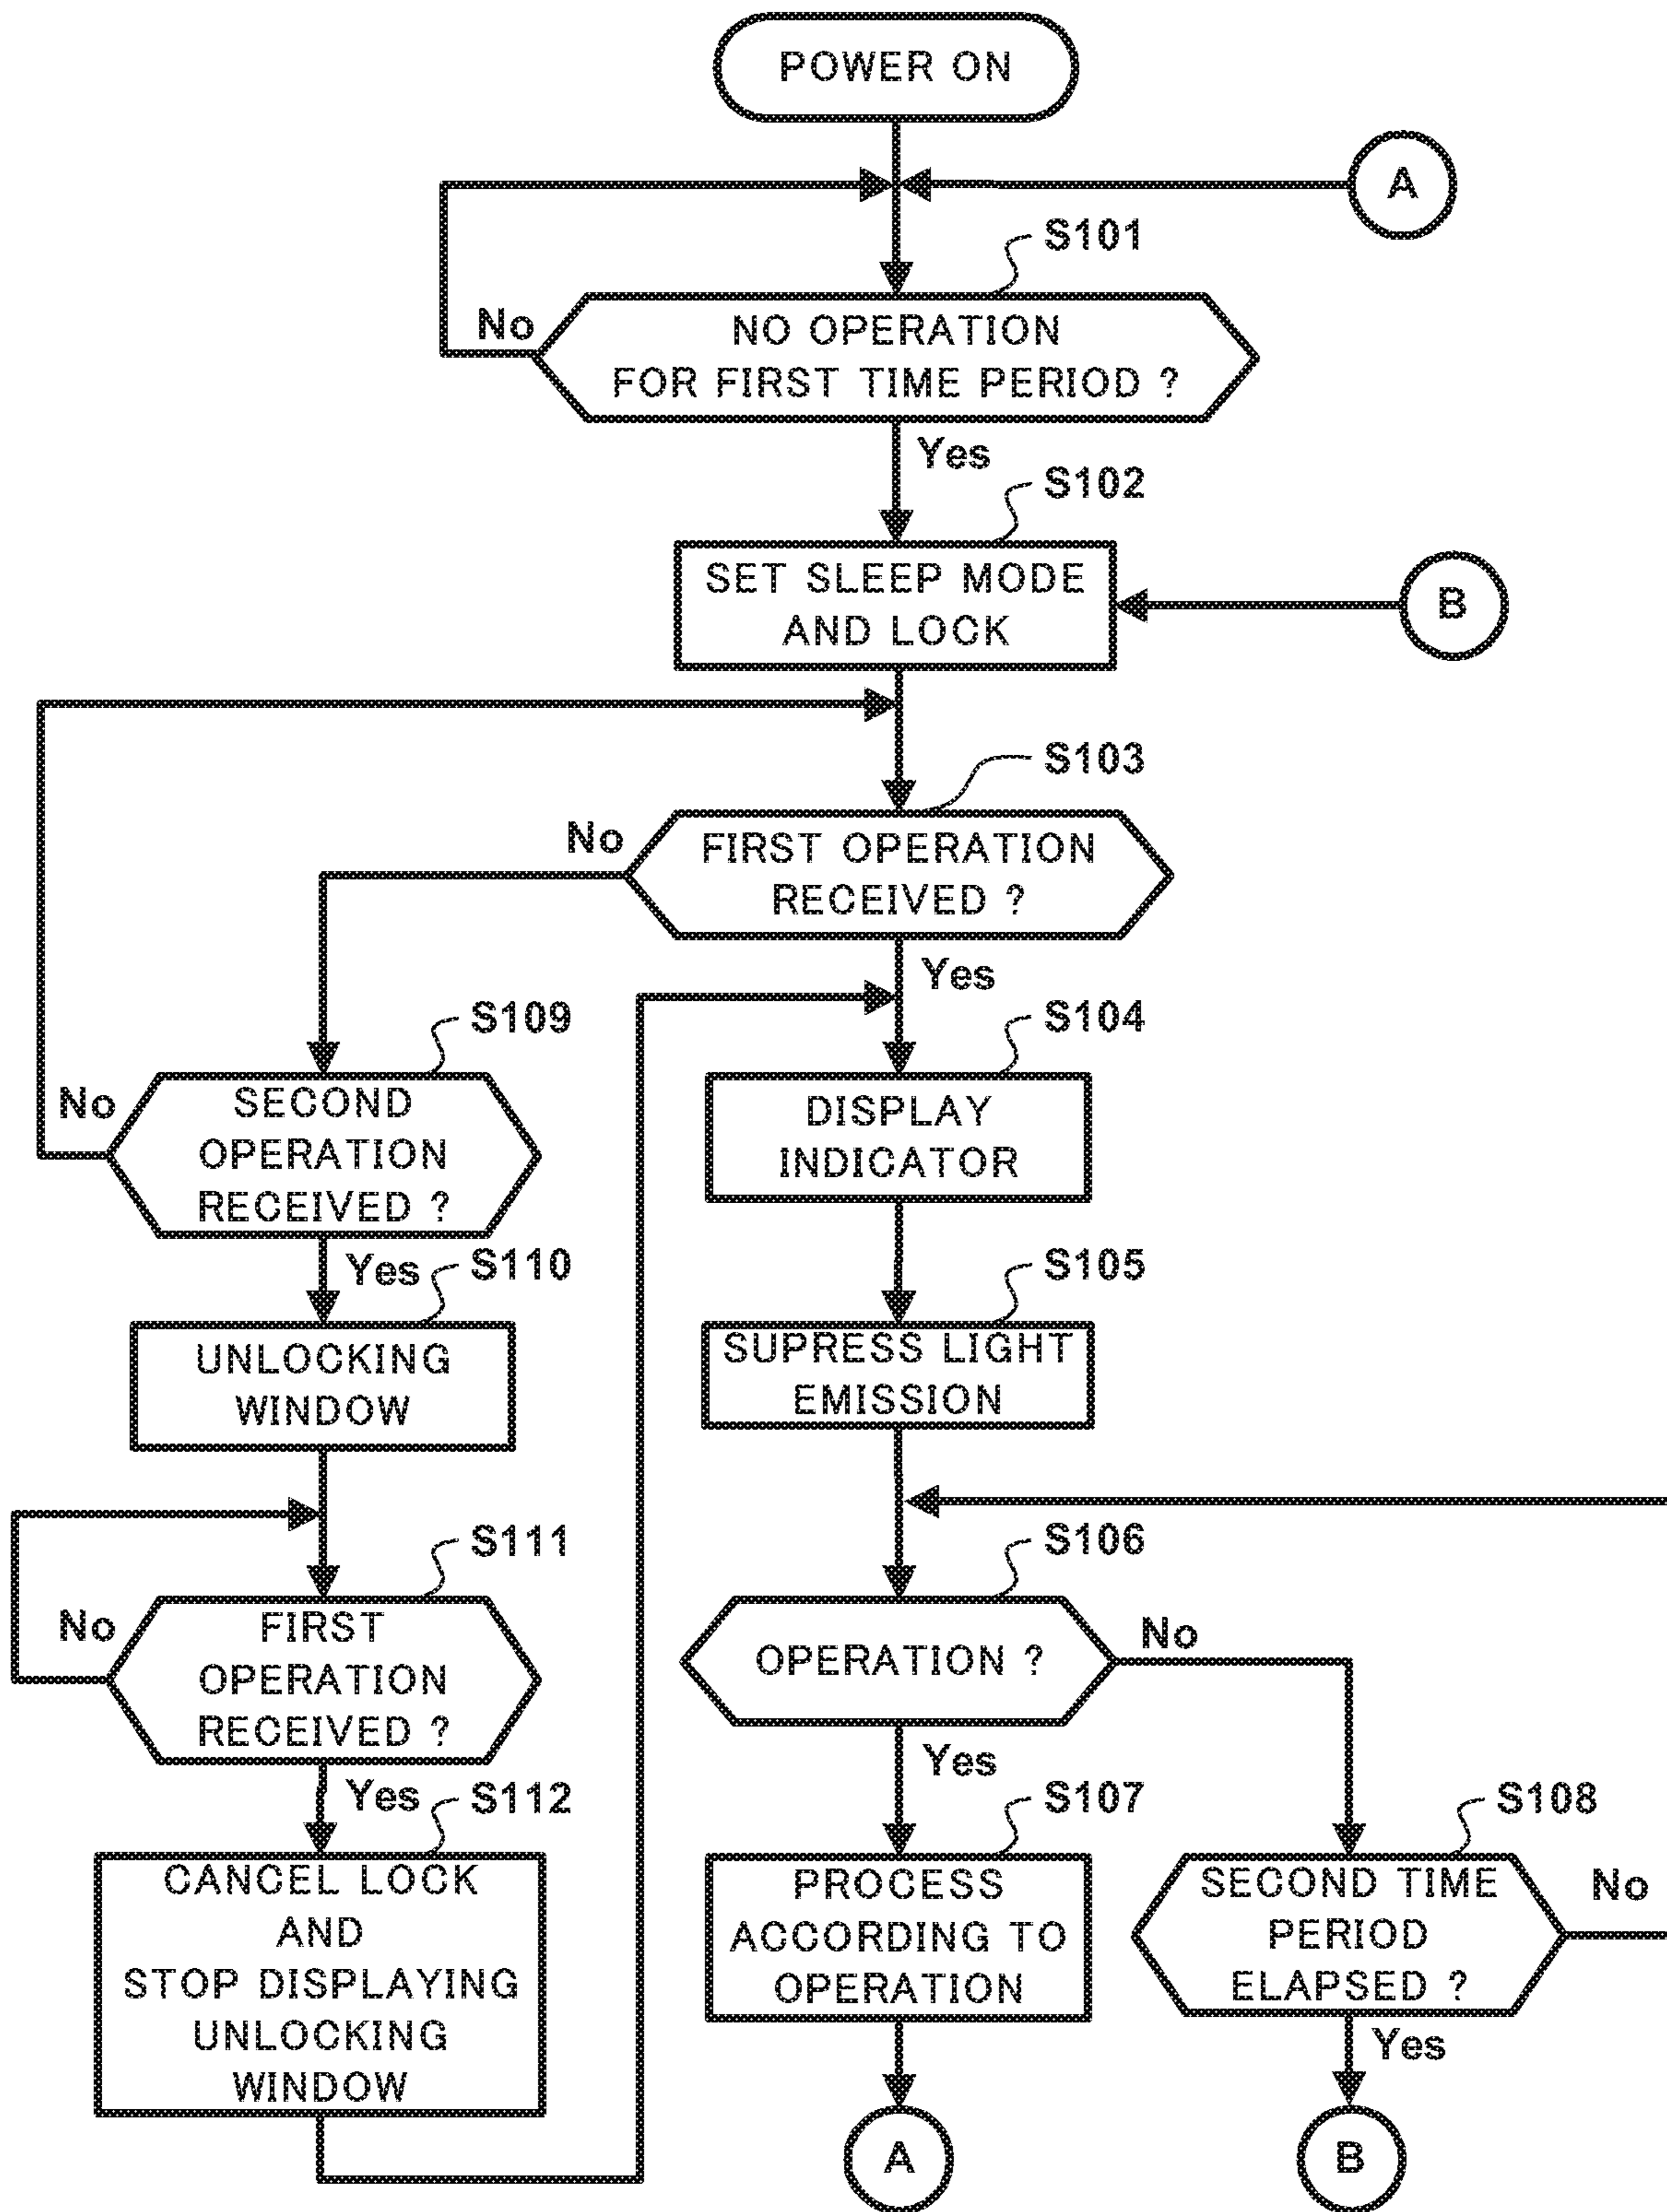 POWER ON
A
S101
No
NO OPERATION
FOR FIRST TIME PERIOD ?
Yes
S102
SET SLEEP MODE
AND LOCK
B
S103
No
FIRST OPERATION
RECEIVED ?
Yes
S109
S104
No
SECOND
OPERATION
RECEIVED ?
DISPLAY
INDICATOR
Yes
S110
S105
UNLOCKING
WINDOW
SUPRESS LIGHT
EMISSION
S111
S106
No
FIRST
OPERATION
RECEIVED ?
OPERATION ?
No
Yes
S112
Yes
S107
S108
CANCEL LOCK
AND
STOP DISPLAYING
UNLOCKING
WINDOW
PROCESS
ACCORDING TO
OPERATION
SECOND TIME
PERIOD
ELAPSED ?
No
Yes
A
B